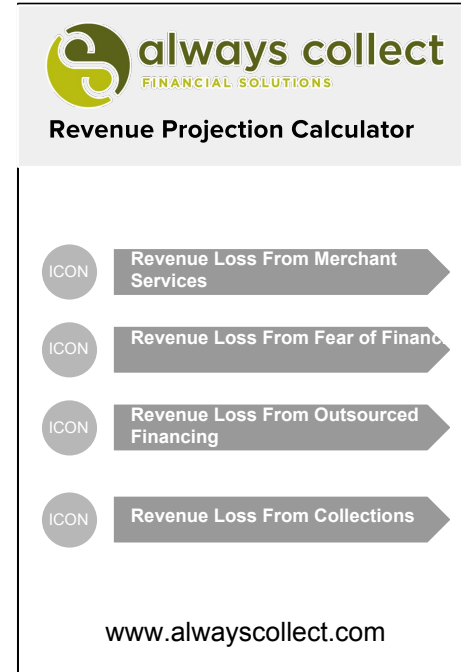 always collect
FINANCIAL SOLUTIONS
Revenue Projection Calculator
ICON
Revenue Loss From Merchant
Services
ICON
Revenue Loss From Fear of Financ
ICON
Revenue Loss From Outsourced
Financing
ICON
Revenue Loss From Collections
www.alwayscollect.com